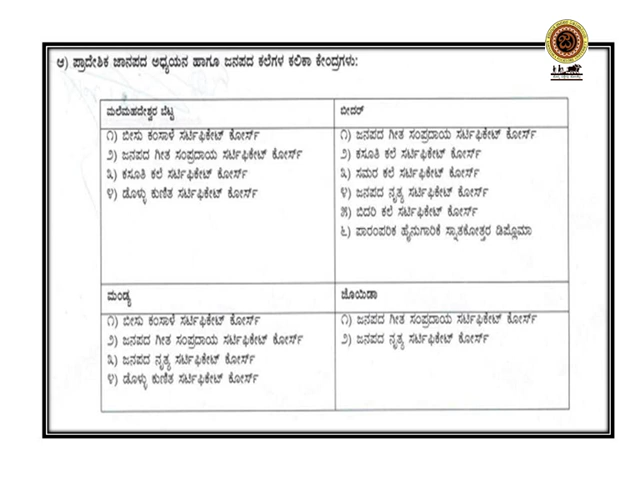 ಆ) ಪ್ರಾದೇಶಿಕ ಜಾನಪದ ಅಧ್ಯಯನ ಹಾಗೂ ಜನಪದ ಕಲೆಗಳ ಕಲಿಕಾ ಕೇಂದ್ರಗಳು:
ಮಲೆಮಹದೇಶ್ವರ ಬೆಟ್ಟ
೧) ಬೀಸು ಕಂಸಾಳೆ ಸರ್ಟಿಫಿಕೇಟ್ ಕೋರ್ಸ್
೨) ಜನಪದ ಗೀತ ಸಂಪ್ರದಾಯ ಸರ್ಟಿಫಿಕೇಟ್ ಕೋರ್ಸ್
೩) ಕಸೂತಿ ಕಲೆ ಸರ್ಟಿಫಿಕೇಟ್ ಕೋರ್ಸ್
೪) ಡೊಳ್ಳು ಕುಣಿತ ಸರ್ಟಿಫಿಕೇಟ್ ಕೋರ್ಸ್
ಬೀದರ್
೧) ಜನಪದ ಗೀತ ಸಂಪ್ರದಾಯ ಸರ್ಟಿಫಿಕೇಟ್ ಕೋರ್ಸ್
೨) ಕಸೂತಿ ಕಲೆ ಸರ್ಟಿಫಿಕೇಟ್ ಕೋರ್ಸ್
೩) ಸಮರ ಕಲೆ ಸರ್ಟಿಫಿಕೇಟ್ ಕೋರ್ಸ್
೪) ಜನಪದ ನೃತ್ಯ ಸರ್ಟಿಫಿಕೇಟ್ ಕೋರ್ಸ್
೫) ಬಿದರಿ ಕಲೆ ಸರ್ಟಿಫಿಕೇಟ್ ಕೋರ್ಸ್
೬) ಪಾರಂಪರಿಕ ಹೈನುಗಾರಿಕೆ ಸ್ನಾತಕೋತ್ತರ ಡಿಪ್ಲೊಮಾ
ಮಂಡ್ಯ
೧) ಬೀಸು ಕಂಸಾಳೆ ಸರ್ಟಿಫಿಕೇಟ್ ಕೋರ್ಸ್
೨) ಜನಪದ ಗೀತ ಸಂಪ್ರದಾಯ ಸರ್ಟಿಫಿಕೇಟ್ ಕೋರ್ಸ್
೩) ಜನಪದ ನೃತ್ಯ ಸರ್ಟಿಫಿಕೇಟ್ ಕೋರ್ಸ್
೪) ಡೊಳ್ಳು ಕುಣಿತ ಸರ್ಟಿಫಿಕೇಟ್ ಕೋರ್ಸ್
ಜೊಯಿಡಾ
೧) ಜನಪದ ಗೀತ ಸಂಪ್ರದಾಯ ಸರ್ಟಿಫಿಕೇಟ್ ಕೋರ್ಸ್
೨) ಜನಪದ ನೃತ್ಯ ಸರ್ಟಿಫಿಕೇಟ್ ಕೋರ್ಸ್